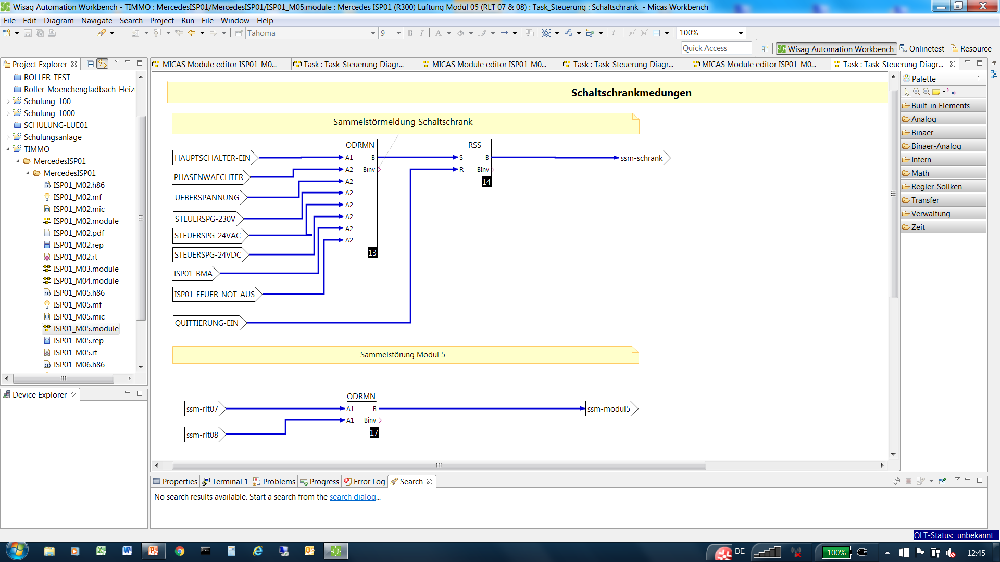 Wisag Automation Workbench - TIMMO : MercedesISP01/MercedesISP01/ISP01_M05.module : Mercedes ISP01 (R300) Lüftung Modul 05 (RLT 07 & 08) : Task_Steuerung : Schaltschrank - Micas Workbench
File Edit Diagram Navigate Search Project Run File Window Help
Tahoma 9 B I A 100%
Quick Access Wisag Automation Workbench Onlinetest Resource
Project Explorer
MICAS Module editor ISP01_M0... Task : Task_Steuerung Diagr... MICAS Module editor ISP01_M0... Task : Task_Steuerung Diagr... MICAS Module editor ISP01_M0... Task : Task_Steuerung Diagr...
ROLLER_TEST
Roller-Moenchengladbach-Heizu
Schulung_100
Schulung_1000
SCHULUNG-LUE01
Schulungsanlage
TIMMO
MercedesISP01
MercedesISP01
ISP01_M02.h86
ISP01_M02.mf
ISP01_M02.mic
ISP01_M02.module
ISP01_M02.pdf
ISP01_M02.rep
ISP01_M02.rt
ISP01_M03.module
ISP01_M04.module
ISP01_M05.h86
ISP01_M05.mf
ISP01_M05.mic
ISP01_M05.module
ISP01_M05.rep
ISP01_M05.rt
ISP01_M06.h86
Device Explorer
Schaltschrankmedungen
Sammelstörmeldung Schaltschrank
ODRMN
A1 B
A2 Binv
A2
A2
A2
A2
A2
A2
13
RSS
S B
R BInv
14
HAUPTSCHALTER-EIN
PHASENWAECHTER
UEBERSPANNUNG
STEUERSPG-230V
STEUERSPG-24VAC
STEUERSPG-24VDC
ISP01-BMA
ISP01-FEUER-NOT-AUS
QUITTIERUNG-EIN
ssm-schrank
Sammelstörung Modul 5
ssm-rlt07
ssm-rlt08
ODRMN
A1 B
A1 Binv
17
ssm-modul5
Palette
Built-in Elements
Analog
Binaer
Binaer-Analog
Intern
Math
Regler-Sollken
Transfer
Verwaltung
Zeit
Properties Terminal 1 Problems Progress Error Log Search
No search results available. Start a search from the search dialog...
OLT-Status: unbekannt
DE 100% 12:45